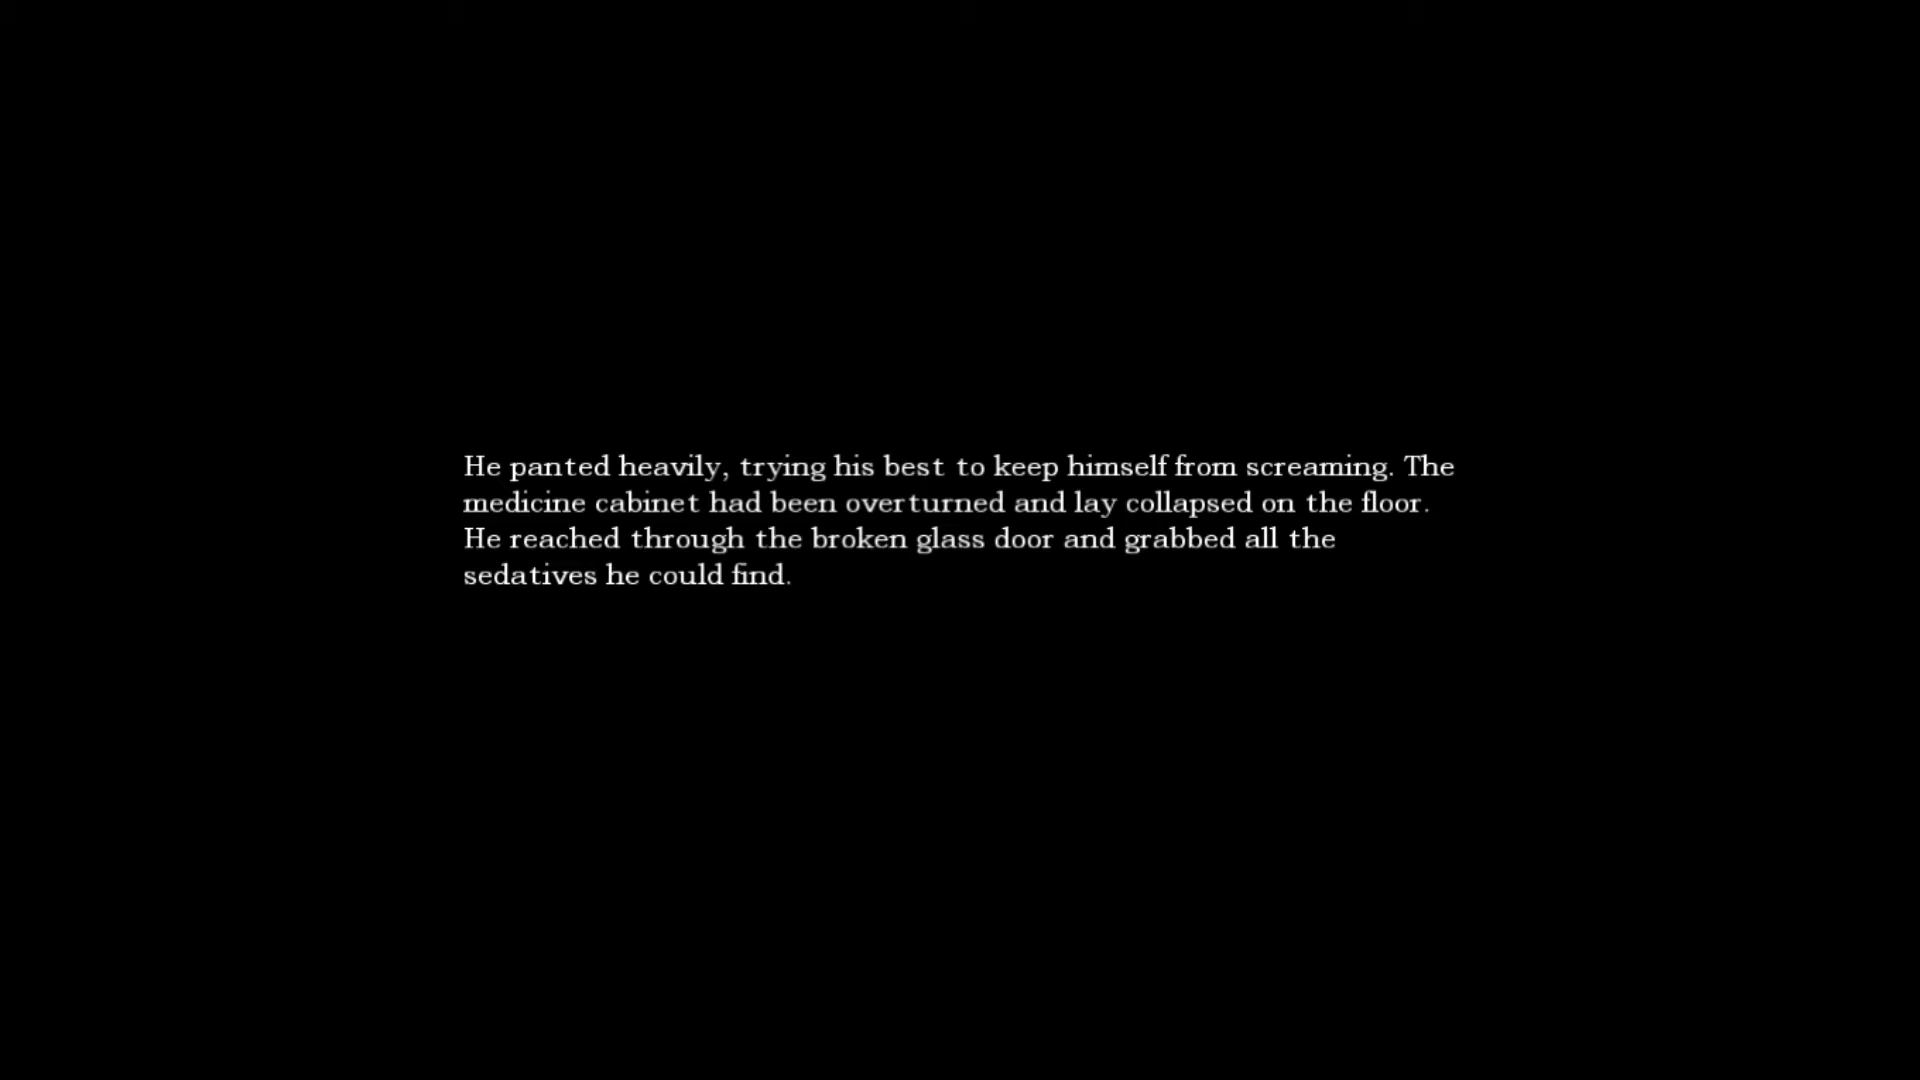 He panted heavily, trying his best to keep himself from screaming. The
medicine cabinet had been overturned and lay collapsed on the floor.
He reached through the broken glass door and grabbed all the
sedatives he could find.